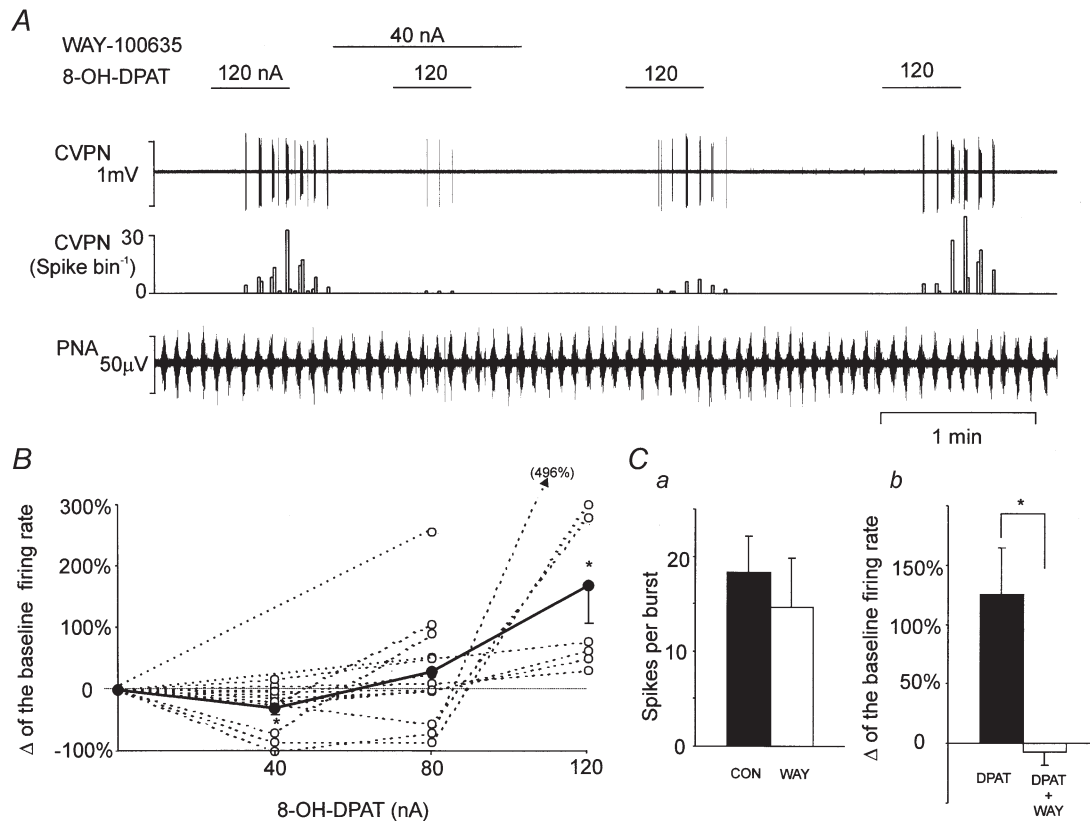 A
WAY-100635 40 nA
8-OH-DPAT 120 nA 120 120 120
CVPN
1mV
CVPN
(Spike bin⁻¹)
30
0
PNA
50μV
1 min
B
Δ of the baseline firing rate
300%
200%
100%
0
-100%
(496%)
*
*
40 80 120
8-OH-DPAT (nA)
C
a
Spikes per burst
20
10
0
CON WAY
b
Δ of the baseline firing rate
*
150%
100%
50%
0
DPAT
DPAT
+
WAY